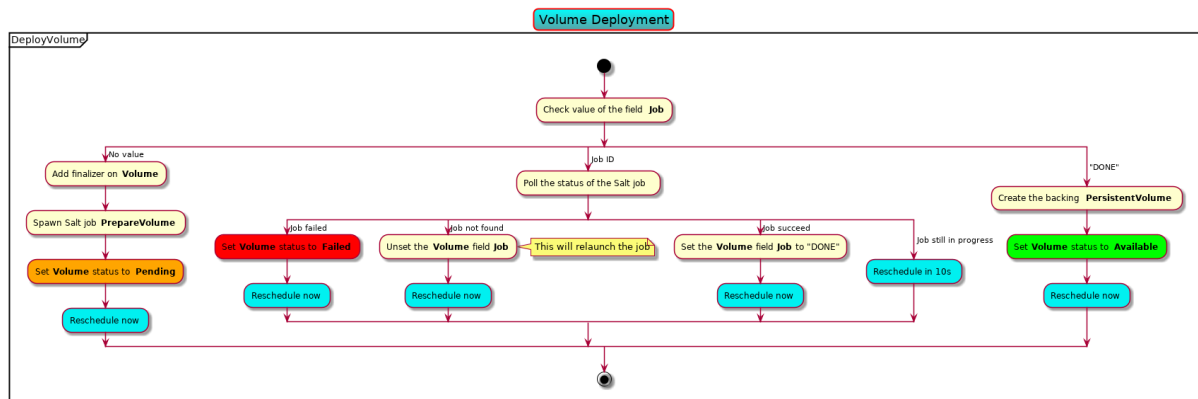 Volume Deployment
DeployVolume
Check value of the field Job
No value
Job ID
"DONE"
Add finalizer on Volume
Poll the status of the Salt job
Create the backing PersistentVolume
Spawn Salt job PrepareVolume
Job failed
Job not found
Job succeed
Job still in progress
Set Volume status to Failed
Unset the Volume field Job
This will relaunch the job
Set the Volume field Job to "DONE"
Set Volume status to Available
Set Volume status to Pending
Reschedule in 10s
Reschedule now
Reschedule now
Reschedule now
Reschedule now
Reschedule now